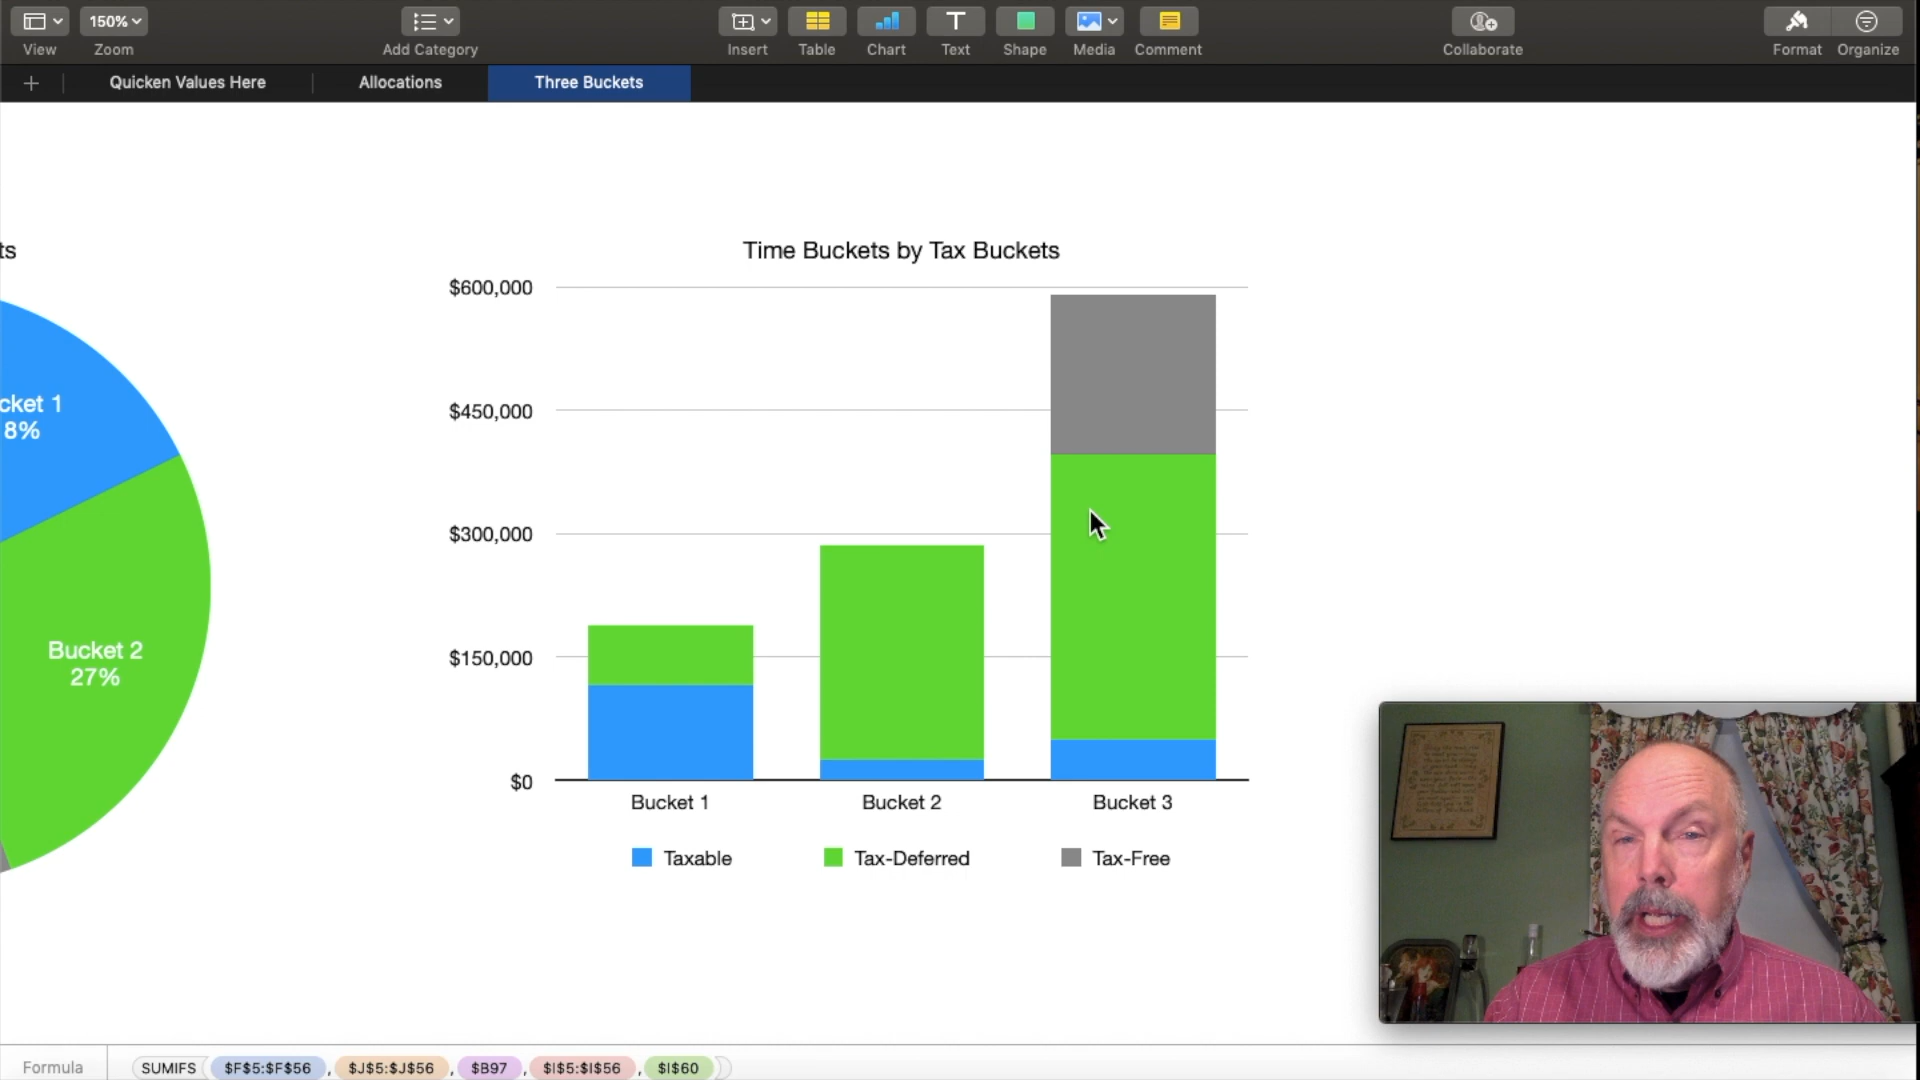 150%
View
Zoom
Add Category
Insert
Table
Chart
Text
Shape
Media
Comment
Collaborate
Format
Organize
Quicken Values Here
Allocations
Three Buckets
ts
cket 1
8%
Bucket 2
27%
Time Buckets by Tax Buckets
$600,000
$450,000
$300,000
$150,000
$0
Bucket 1
Bucket 2
Bucket 3
Taxable
Tax-Deferred
Tax-Free
Formula
SUMIFS ( $F$5:$F$56 , $J$5:$J$56 , $B97 , $I$5:$I$56 , $I$60 )